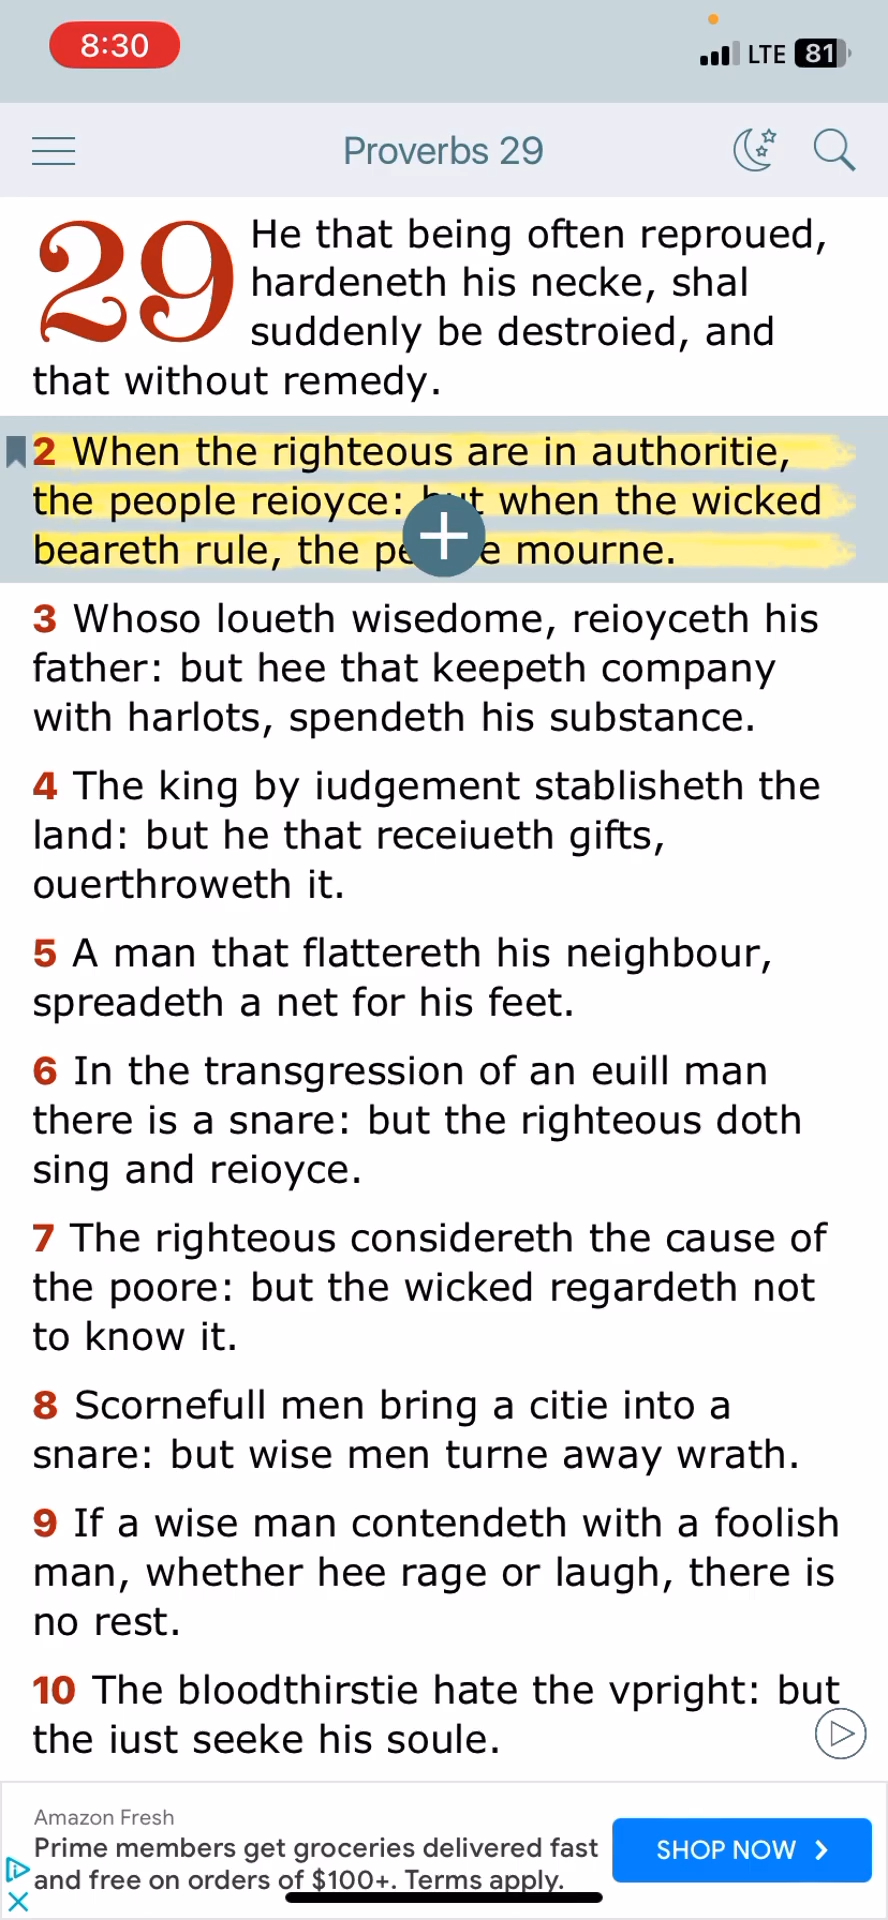 8:30
LTE 81
Proverbs 29
29 He that being often reproued,
hardeneth his necke, shal
suddenly be destroied, and
that without remedy.
2 When the righteous are in authoritie,
the people reioyce: but when the wicked
beareth rule, the pe e mourne.
3 Whoso loueth wisedome, reioyceth his
father: but hee that keepeth company
with harlots, spendeth his substance.
4 The king by iudgement stablisheth the
land: but he that receiueth gifts,
ouerthroweth it.
5 A man that flattereth his neighbour,
spreadeth a net for his feet.
6 In the transgression of an euill man
there is a snare: but the righteous doth
sing and reioyce.
7 The righteous considereth the cause of
the poore: but the wicked regardeth not
to know it.
8 Scornefull men bring a citie into a
snare: but wise men turne away wrath.
9 If a wise man contendeth with a foolish
man, whether hee rage or laugh, there is
no rest.
10 The bloodthirstie hate the vpright: but
the iust seeke his soule.
Amazon Fresh
Prime members get groceries delivered fast
and free on orders of $100+. Terms apply.
SHOP NOW